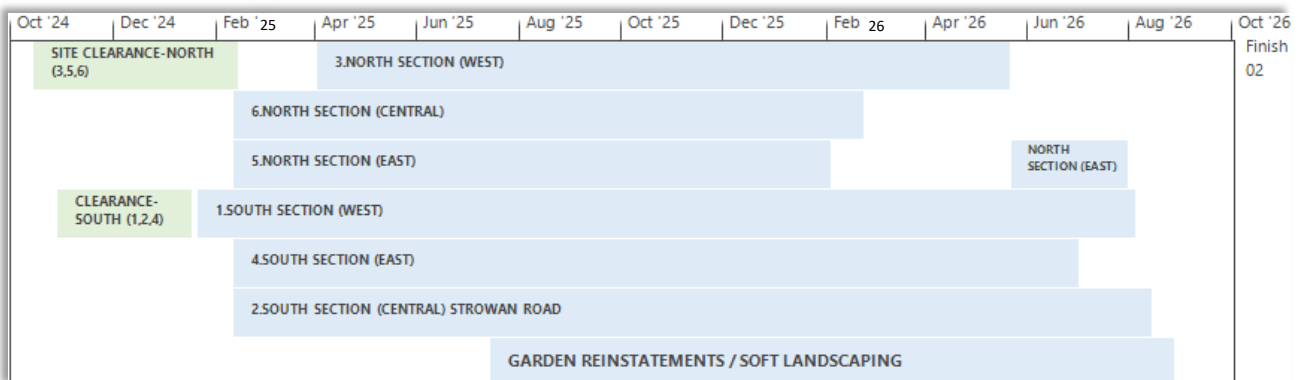 Oct '24 Dec '24 Feb '25 Apr '25 Jun '25 Aug '25 Oct '25 Dec '25 Feb 26 Apr '26 Jun '26 Aug '26 Oct '26
SITE CLEARANCE-NORTH
(3,5,6)
3.NORTH SECTION (WEST)
Finish
02
6.NORTH SECTION (CENTRAL)
5.NORTH SECTION (EAST)
NORTH
SECTION (EAST)
CLEARANCE-
SOUTH (1,2,4)
1.SOUTH SECTION (WEST)
4.SOUTH SECTION (EAST)
2.SOUTH SECTION (CENTRAL) STROWAN ROAD
GARDEN REINSTATEMENTS / SOFT LANDSCAPING